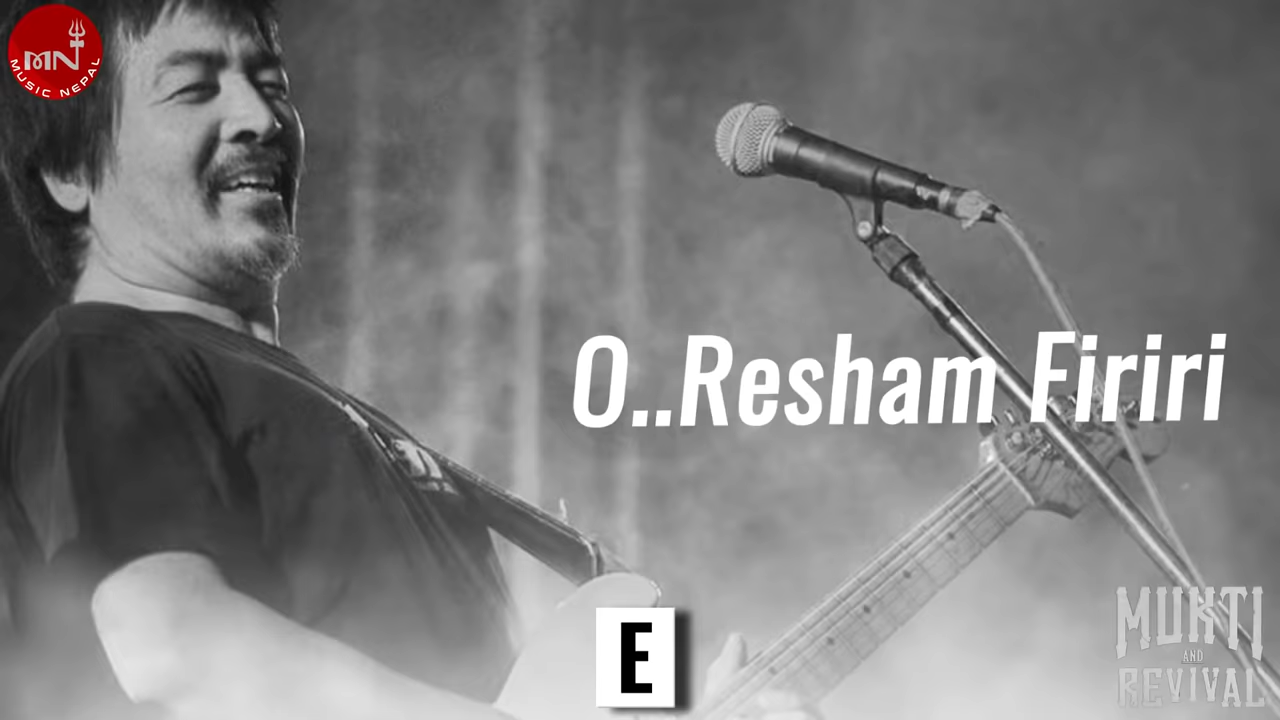 MN
MUSIC NEPAL
O..Resham Firiri
E
MUKTI
AND
REVIVAL